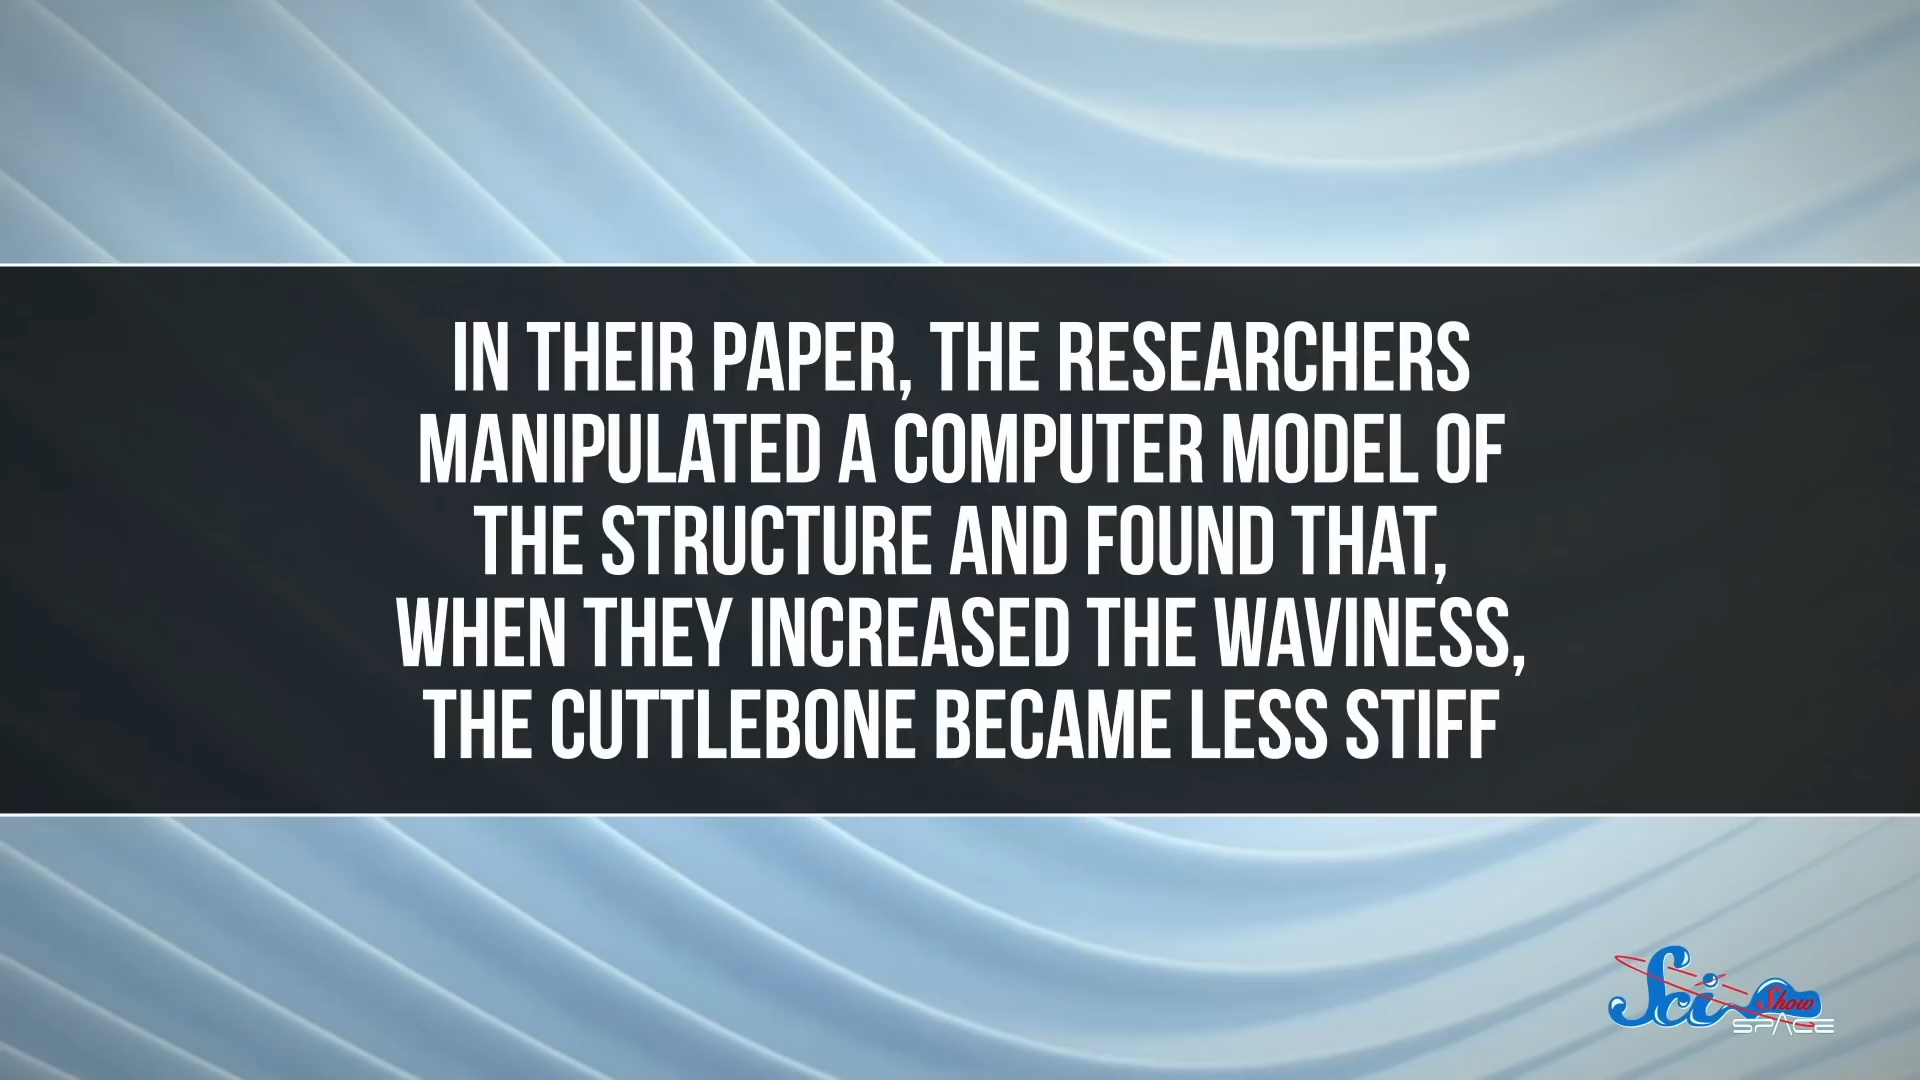 IN THEIR PAPER, THE RESEARCHERS
MANIPULATED A COMPUTER MODEL OF
THE STRUCTURE AND FOUND THAT,
WHEN THEY INCREASED THE WAVINESS,
THE CUTTLEBONE BECAME LESS STIFF
Sci Show
SPACE